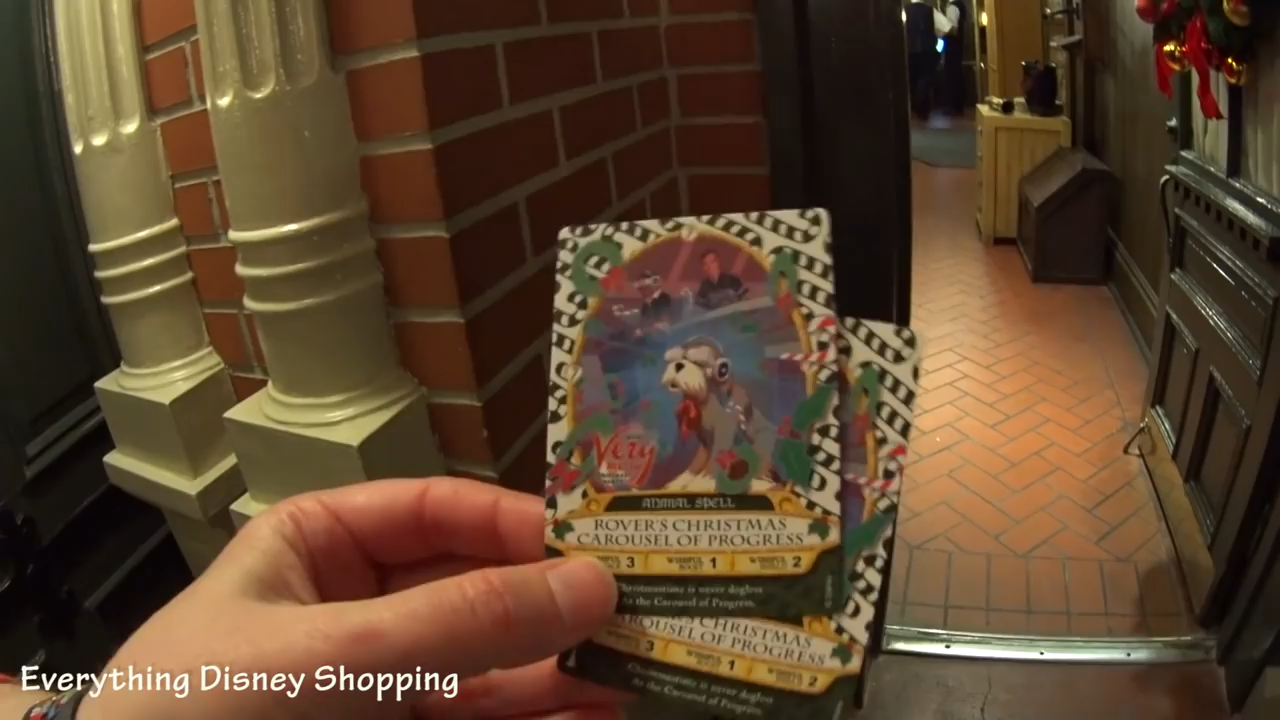 Very
ANIMAL SPELL
ROVER'S CHRISTMAS
CAROUSEL OF PROGRESS
3 1 2
Christmastime is never dogless
At the Carousel of Progress.
CHRISTMAS
CAROUSEL OF PROGRESS
3 1 2
Christmastime is never dogless
At the Carousel of Progress.
Everything Disney Shopping